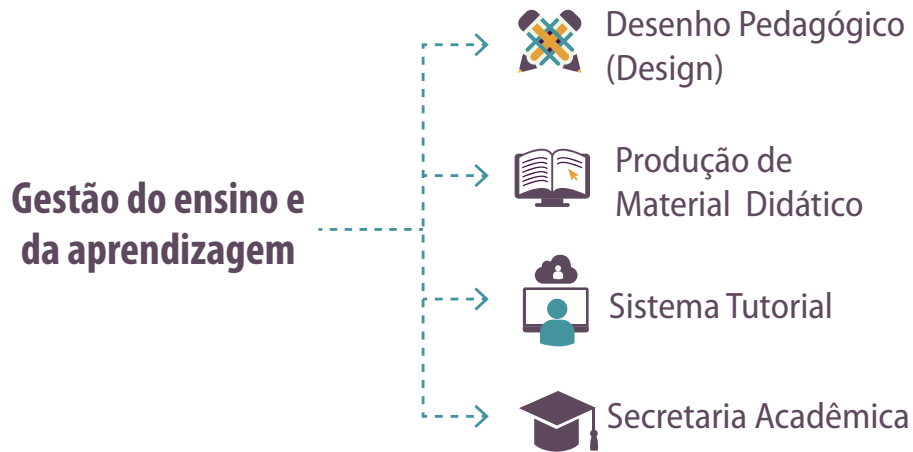 Gestão do ensino e
da aprendizagem
Desenho Pedagógico
(Design)
Produção de
Material Didático
Sistema Tutorial
Secretaria Acadêmica